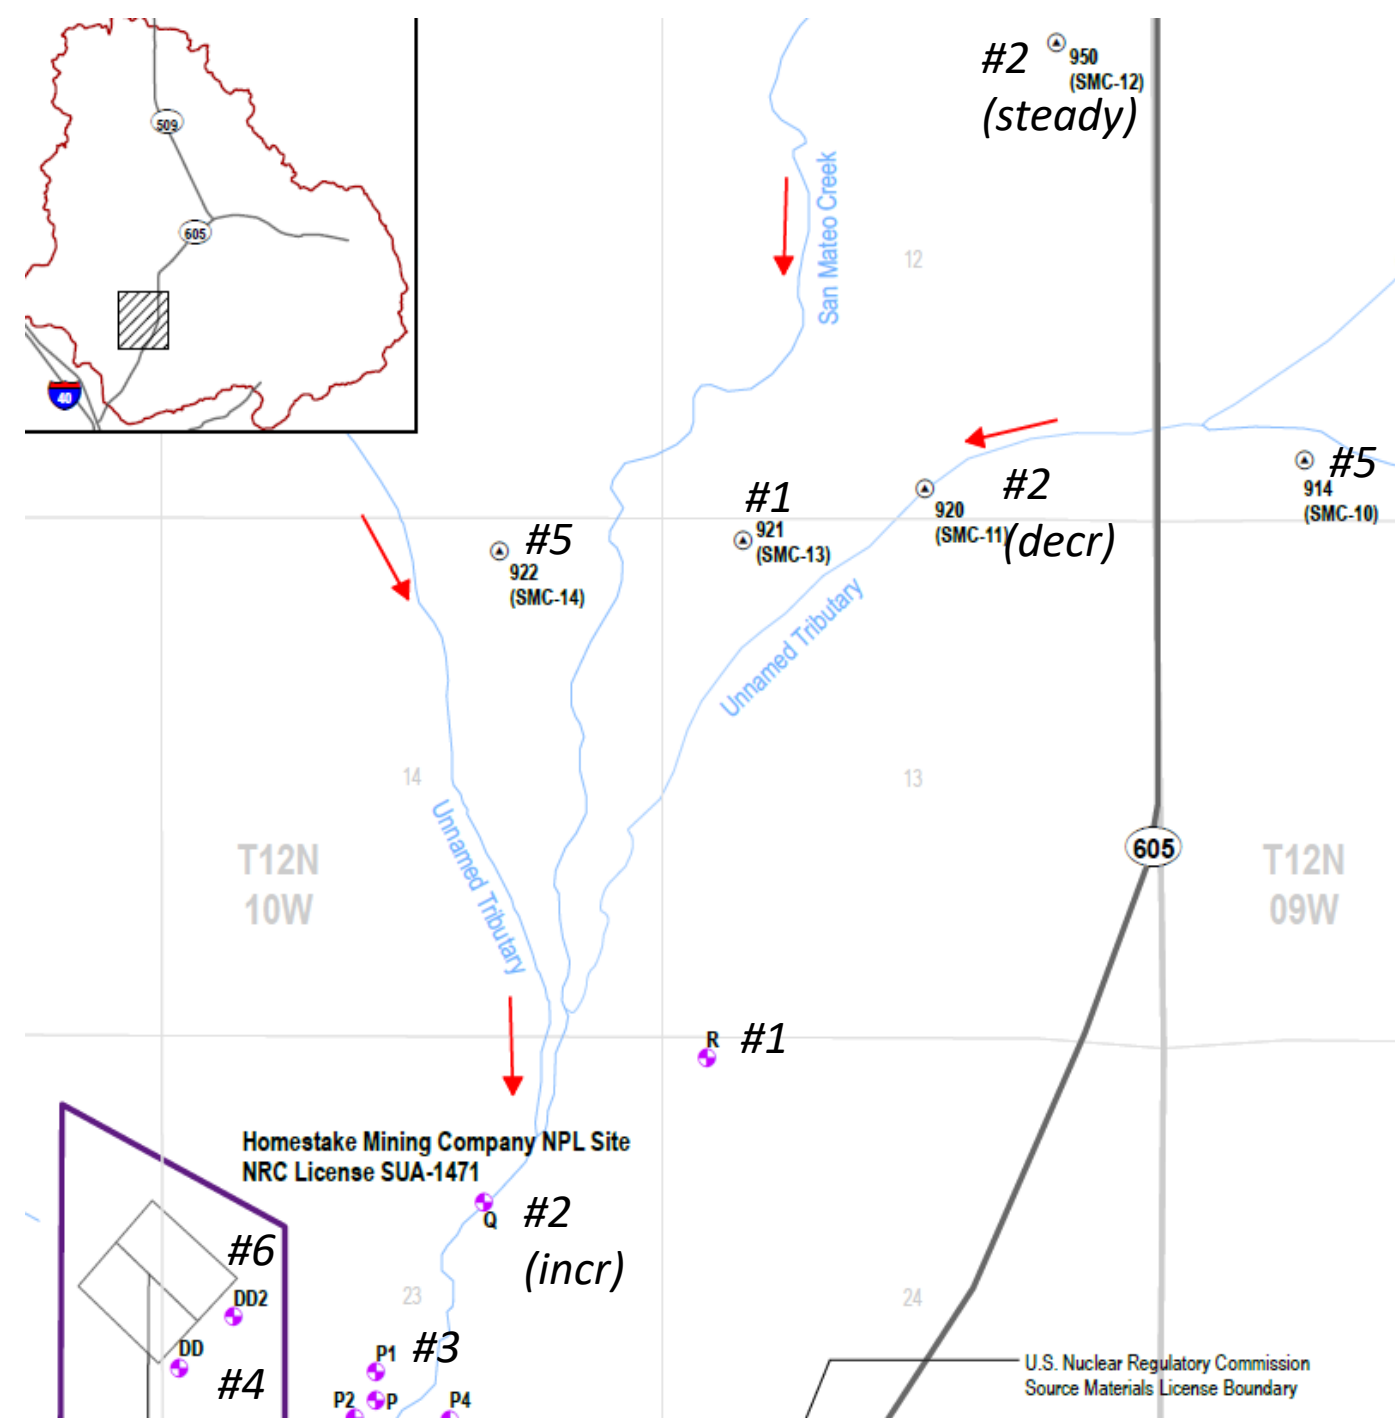 509
605
40
#2
(steady)
950
(SMC-12)
San Mateo Creek
12
#5
914
(SMC-10)
#2
(decr)
920
(SMC-11)
#1
921
(SMC-13)
#5
922
(SMC-14)
Unnamed Tributary
14
13
Unnamed Tributary
T12N
10W
605
T12N
09W
R
#1
Homestake Mining Company NPL Site
NRC License SUA-1471
Q
#2
(incr)
#6
DD2
23
24
DD
#4
P1
#3
P2
P
P4
U.S. Nuclear Regulatory Commission
Source Materials License Boundary